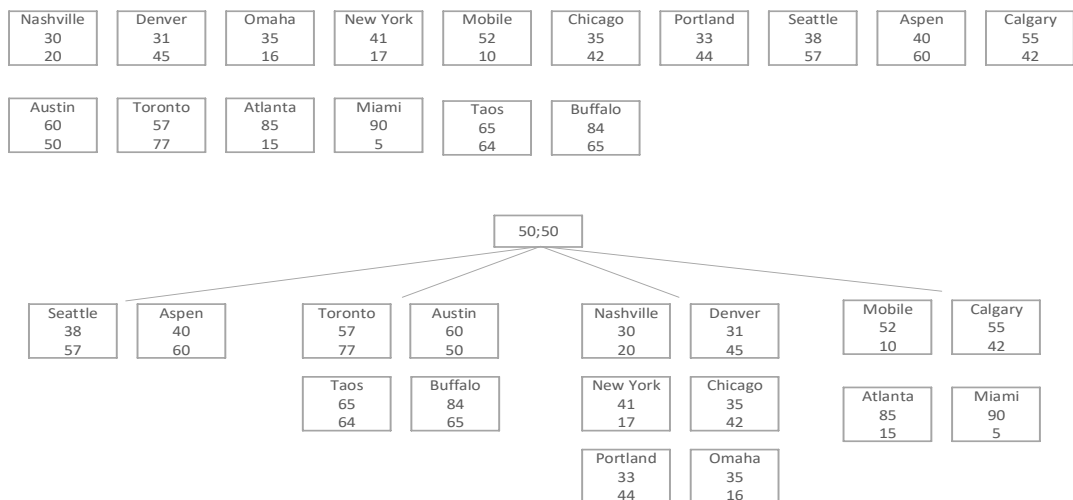 Nashville
30
20
Denver
31
45
Omaha
35
16
New York
41
17
Mobile
52
10
Chicago
35
42
Portland
33
44
Seattle
38
57
Aspen
40
60
Calgary
55
42
Austin
60
50
Toronto
57
77
Atlanta
85
15
Miami
90
5
Taos
65
64
Buffalo
84
65
50;50
Seattle
38
57
Aspen
40
60
Toronto
57
77
Austin
60
50
Taos
65
64
Buffalo
84
65
Nashville
30
20
Denver
31
45
New York
41
17
Chicago
35
42
Portland
33
44
Omaha
35
16
Mobile
52
10
Calgary
55
42
Atlanta
85
15
Miami
90
5